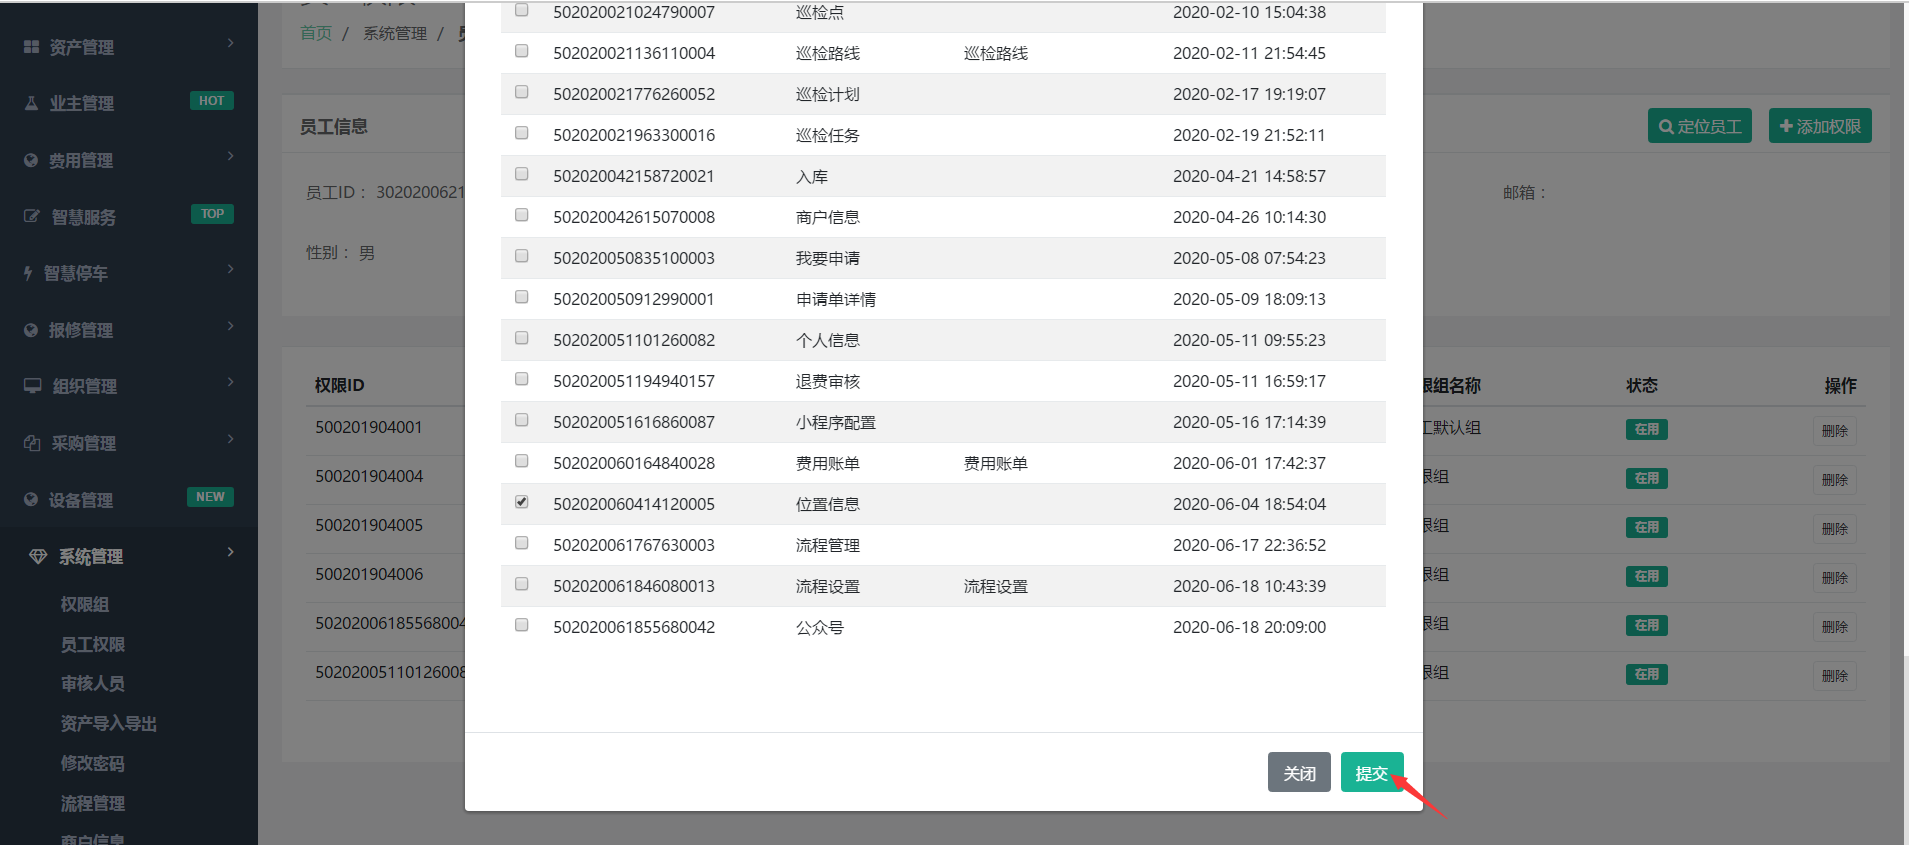 资产管理
业主管理 HOT
费用管理
智慧服务 TOP
智慧停车
报修管理
组织管理
采购管理
设备管理 NEW
系统管理
权限组
员工权限
审核人员
资产导入导出
修改密码
流程管理
商户信息
首页 / 系统管理 /
员工信息
定位员工 添加权限
员工ID： 302020062
邮箱：
性别： 男
权限ID 限组名称 状态 操作
500201904001 工默认组 在用 删除
500201904004 限组 在用 删除
500201904005 限组 在用 删除
500201904006 限组 在用 删除
50202006185568004 限组 在用 删除
50202005110126008 限组 在用 删除
502020021024790007 巡检点 2020-02-10 15:04:38
502020021136110004 巡检路线 巡检路线 2020-02-11 21:54:45
502020021776260052 巡检计划 2020-02-17 19:19:07
502020021963300016 巡检任务 2020-02-19 21:52:11
502020042158720021 入库 2020-04-21 14:58:57
502020042615070008 商户信息 2020-04-26 10:14:30
502020050835100003 我要申请 2020-05-08 07:54:23
502020050912990001 申请单详情 2020-05-09 18:09:13
502020051101260082 个人信息 2020-05-11 09:55:23
502020051194940157 退费审核 2020-05-11 16:59:17
502020051616860087 小程序配置 2020-05-16 17:14:39
502020060164840028 费用账单 费用账单 2020-06-01 17:42:37
502020060414120005 位置信息 2020-06-04 18:54:04
502020061767630003 流程管理 2020-06-17 22:36:52
502020061846080013 流程设置 流程设置 2020-06-18 10:43:39
502020061855680042 公众号 2020-06-18 20:09:00
关闭 提交